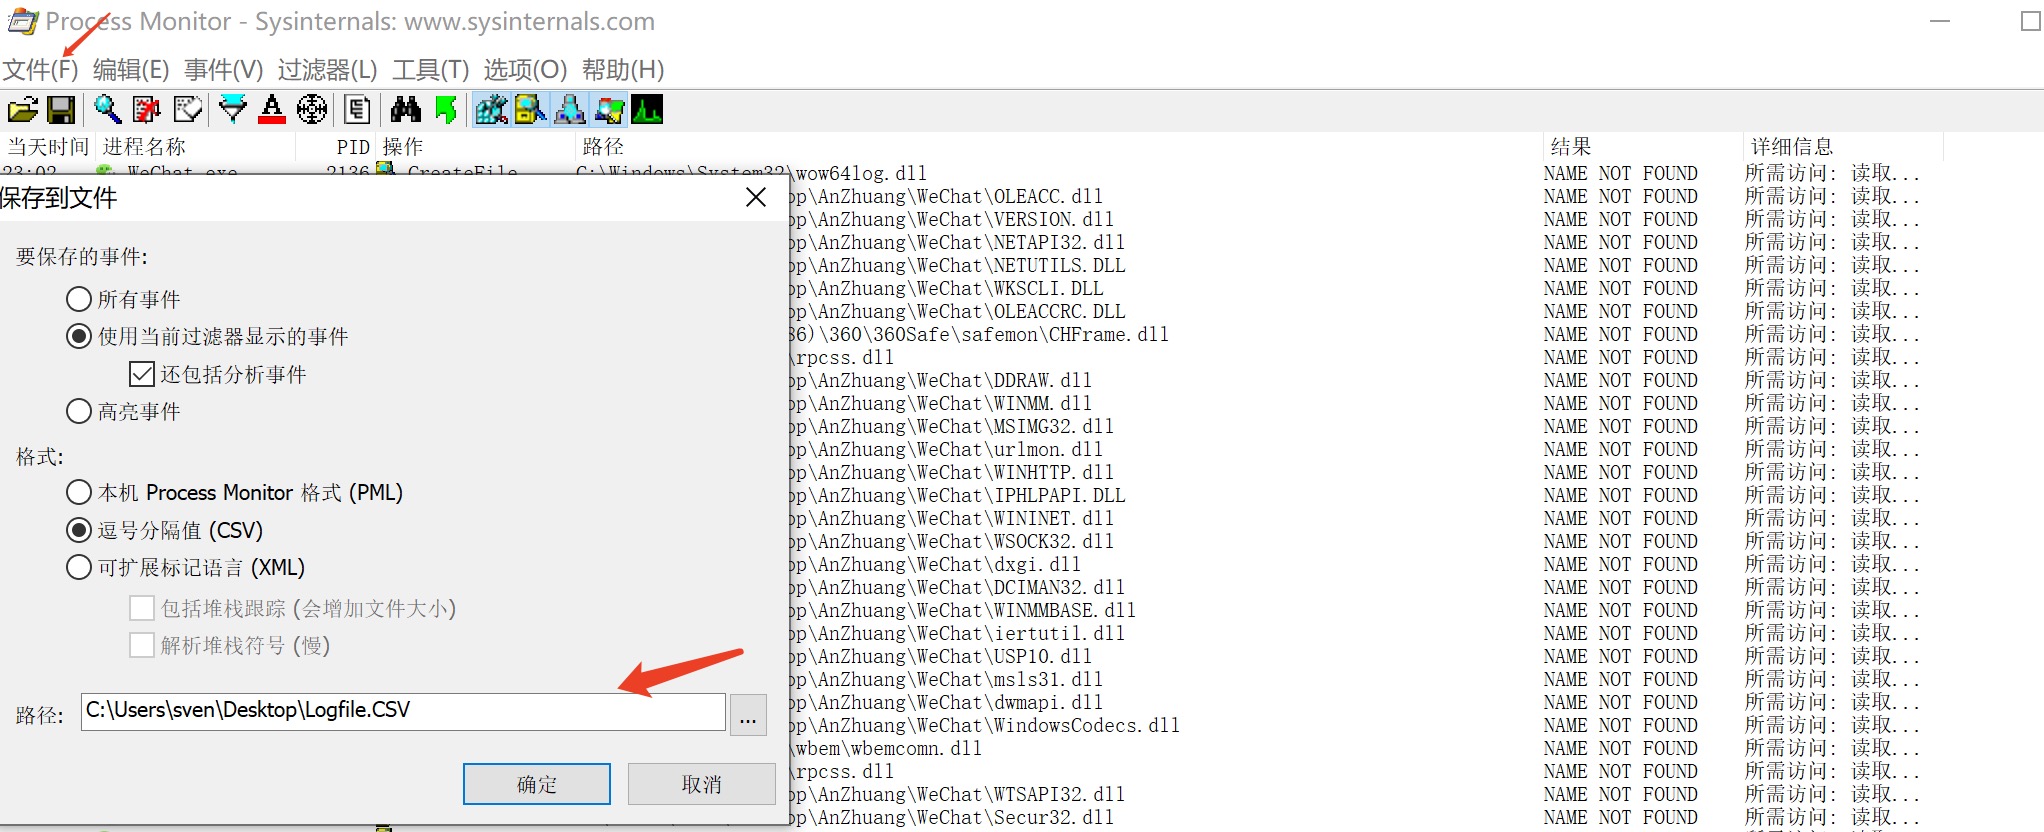 Process Monitor - Sysinternals: www.sysinternals.com
文件(F) 编辑(E) 事件(V) 过滤器(L) 工具(T) 选项(O) 帮助(H)
当天时间 进程名称 PID 操作 路径 结果 详细信息
23:02 WeChat.exe 2136 CreateFile C:\Windows\System32\wow64log.dll NAME NOT FOUND 所需访问: 读取...
保存到文件
要保存的事件:
所有事件
使用当前过滤器显示的事件
还包括分析事件
高亮事件
格式:
本机 Process Monitor 格式 (PML)
逗号分隔值 (CSV)
可扩展标记语言 (XML)
包括堆栈跟踪 (会增加文件大小)
解析堆栈符号 (慢)
路径: C:\Users\sven\Desktop\Logfile.CSV ...
确定 取消
op\AnZhuang\WeChat\OLEACC.dll NAME NOT FOUND 所需访问: 读取...
op\AnZhuang\WeChat\VERSION.dll NAME NOT FOUND 所需访问: 读取...
op\AnZhuang\WeChat\NETAPI32.dll NAME NOT FOUND 所需访问: 读取...
op\AnZhuang\WeChat\NETUTILS.DLL NAME NOT FOUND 所需访问: 读取...
op\AnZhuang\WeChat\WKSCLI.DLL NAME NOT FOUND 所需访问: 读取...
op\AnZhuang\WeChat\OLEACCRC.DLL NAME NOT FOUND 所需访问: 读取...
86)\360\360Safe\safemon\CHFrame.dll NAME NOT FOUND 所需访问: 读取...
\rpcss.dll NAME NOT FOUND 所需访问: 读取...
op\AnZhuang\WeChat\DDRAW.dll NAME NOT FOUND 所需访问: 读取...
op\AnZhuang\WeChat\WINMM.dll NAME NOT FOUND 所需访问: 读取...
op\AnZhuang\WeChat\MSIMG32.dll NAME NOT FOUND 所需访问: 读取...
op\AnZhuang\WeChat\urlmon.dll NAME NOT FOUND 所需访问: 读取...
op\AnZhuang\WeChat\WINHTTP.dll NAME NOT FOUND 所需访问: 读取...
op\AnZhuang\WeChat\IPHLPAPI.DLL NAME NOT FOUND 所需访问: 读取...
op\AnZhuang\WeChat\WININET.dll NAME NOT FOUND 所需访问: 读取...
op\AnZhuang\WeChat\WSOCK32.dll NAME NOT FOUND 所需访问: 读取...
op\AnZhuang\WeChat\dxgi.dll NAME NOT FOUND 所需访问: 读取...
op\AnZhuang\WeChat\DCIMAN32.dll NAME NOT FOUND 所需访问: 读取...
op\AnZhuang\WeChat\WINMMBASE.dll NAME NOT FOUND 所需访问: 读取...
op\AnZhuang\WeChat\iertutil.dll NAME NOT FOUND 所需访问: 读取...
op\AnZhuang\WeChat\USP10.dll NAME NOT FOUND 所需访问: 读取...
op\AnZhuang\WeChat\msls31.dll NAME NOT FOUND 所需访问: 读取...
op\AnZhuang\WeChat\dwmapi.dll NAME NOT FOUND 所需访问: 读取...
op\AnZhuang\WeChat\WindowsCodecs.dll NAME NOT FOUND 所需访问: 读取...
\wbem\wbemcomn.dll NAME NOT FOUND 所需访问: 读取...
\rpcss.dll NAME NOT FOUND 所需访问: 读取...
op\AnZhuang\WeChat\WTSAPI32.dll NAME NOT FOUND 所需访问: 读取...
op\AnZhuang\WeChat\Secur32.dll NAME NOT FOUND 所需访问: 读取...